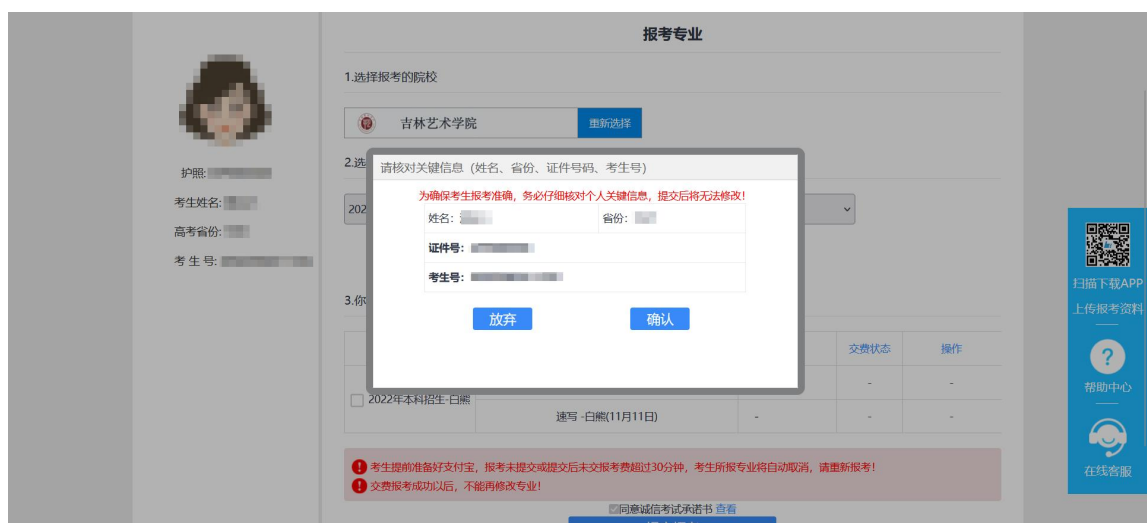 报考专业
1.选择报考的院校
吉林艺术学院
重新选择
护照:
考生姓名:
高考省份:
考 生 号:
2.选
202
请核对关键信息（姓名、省份、证件号码、考生号）
为确保考生报考准确，务必仔细核对个人关键信息，提交后将无法修改！
姓名:
省份:
证件号:
考生号:
放弃
确认
3.你
交费状态
操作
-
-
2022年本科招生-白熊
速写 -白熊(11月11日)
-
-
-
考生提前准备好支付宝，报考未提交或提交后未交报考费超过30分钟，考生所报专业将自动取消，请重新报考！
交费报考成功以后，不能再修改专业！
同意诚信考试承诺书 查看
扫描下载APP
上传报考资料
?
帮助中心
在线客服